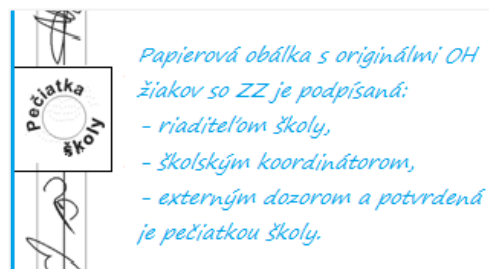 Pečiatka
školy
Papierová obálka s originálmi OH
žiakov so ZZ je podpísaná:
- riaditeľom školy,
- školským koordinátorom,
- externým dozorom a potvrdená
je pečiatkou školy.